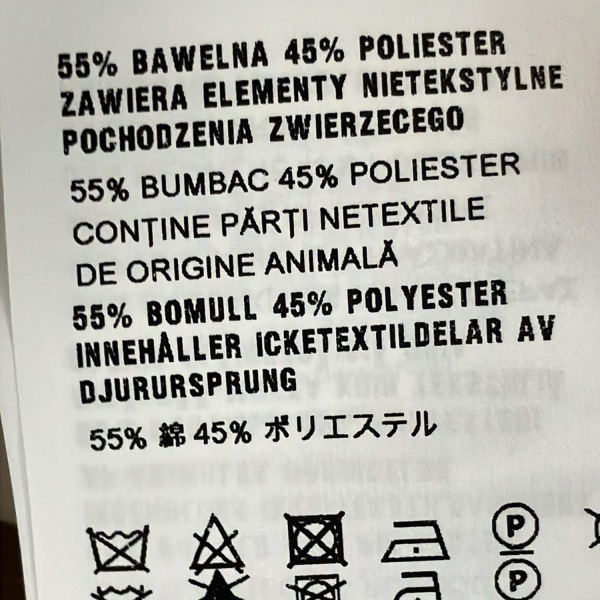 55% BAWELNA 45% POLIESTER
ZAWIERA ELEMENTY NIETEKSTYLNE
POCHODZENIA ZWIERZECEGO
55% BUMBAC 45% POLIESTER
CONȚINE PĂRȚI NETEXTILE
DE ORIGINE ANIMALĂ
55% BOMULL 45% POLYESTER
INNEHÅLLER ICKETEXTILDELAR AV
DJURURSPRUNG
55% 綿 45% ポリエステル
P
P